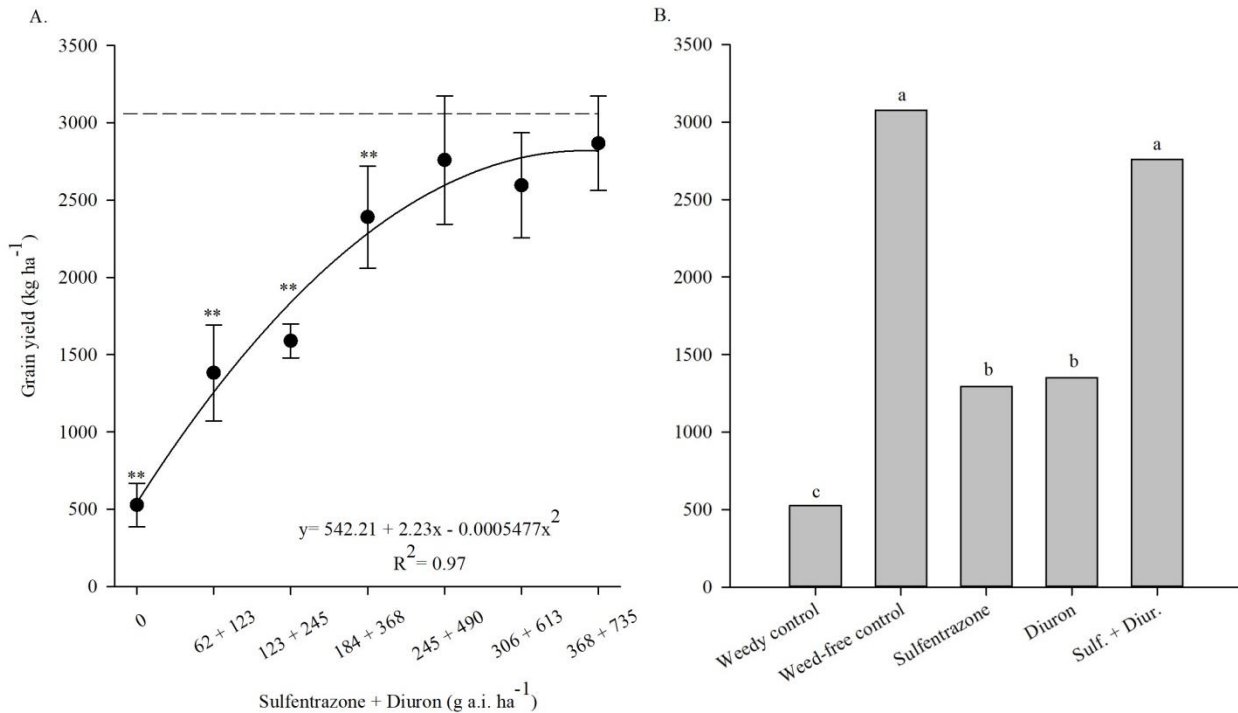 A.
3500
3000
2500
2000
1500
1000
500
0
Grain yield (kg ha-1)
**
**
**
**
y= 542.21 + 2.23x - 0.0005477x2
R2= 0.97
0
62 + 123
123 + 245
184 + 368
245 + 490
306 + 613
368 + 735
Sulfentrazone + Diuron (g a.i. ha-1)
B.
3500
3000
2500
2000
1500
1000
500
0
c
a
b
b
a
Weedy control
Weed-free control
Sulfentrazone
Diuron
Sulf. + Diur.